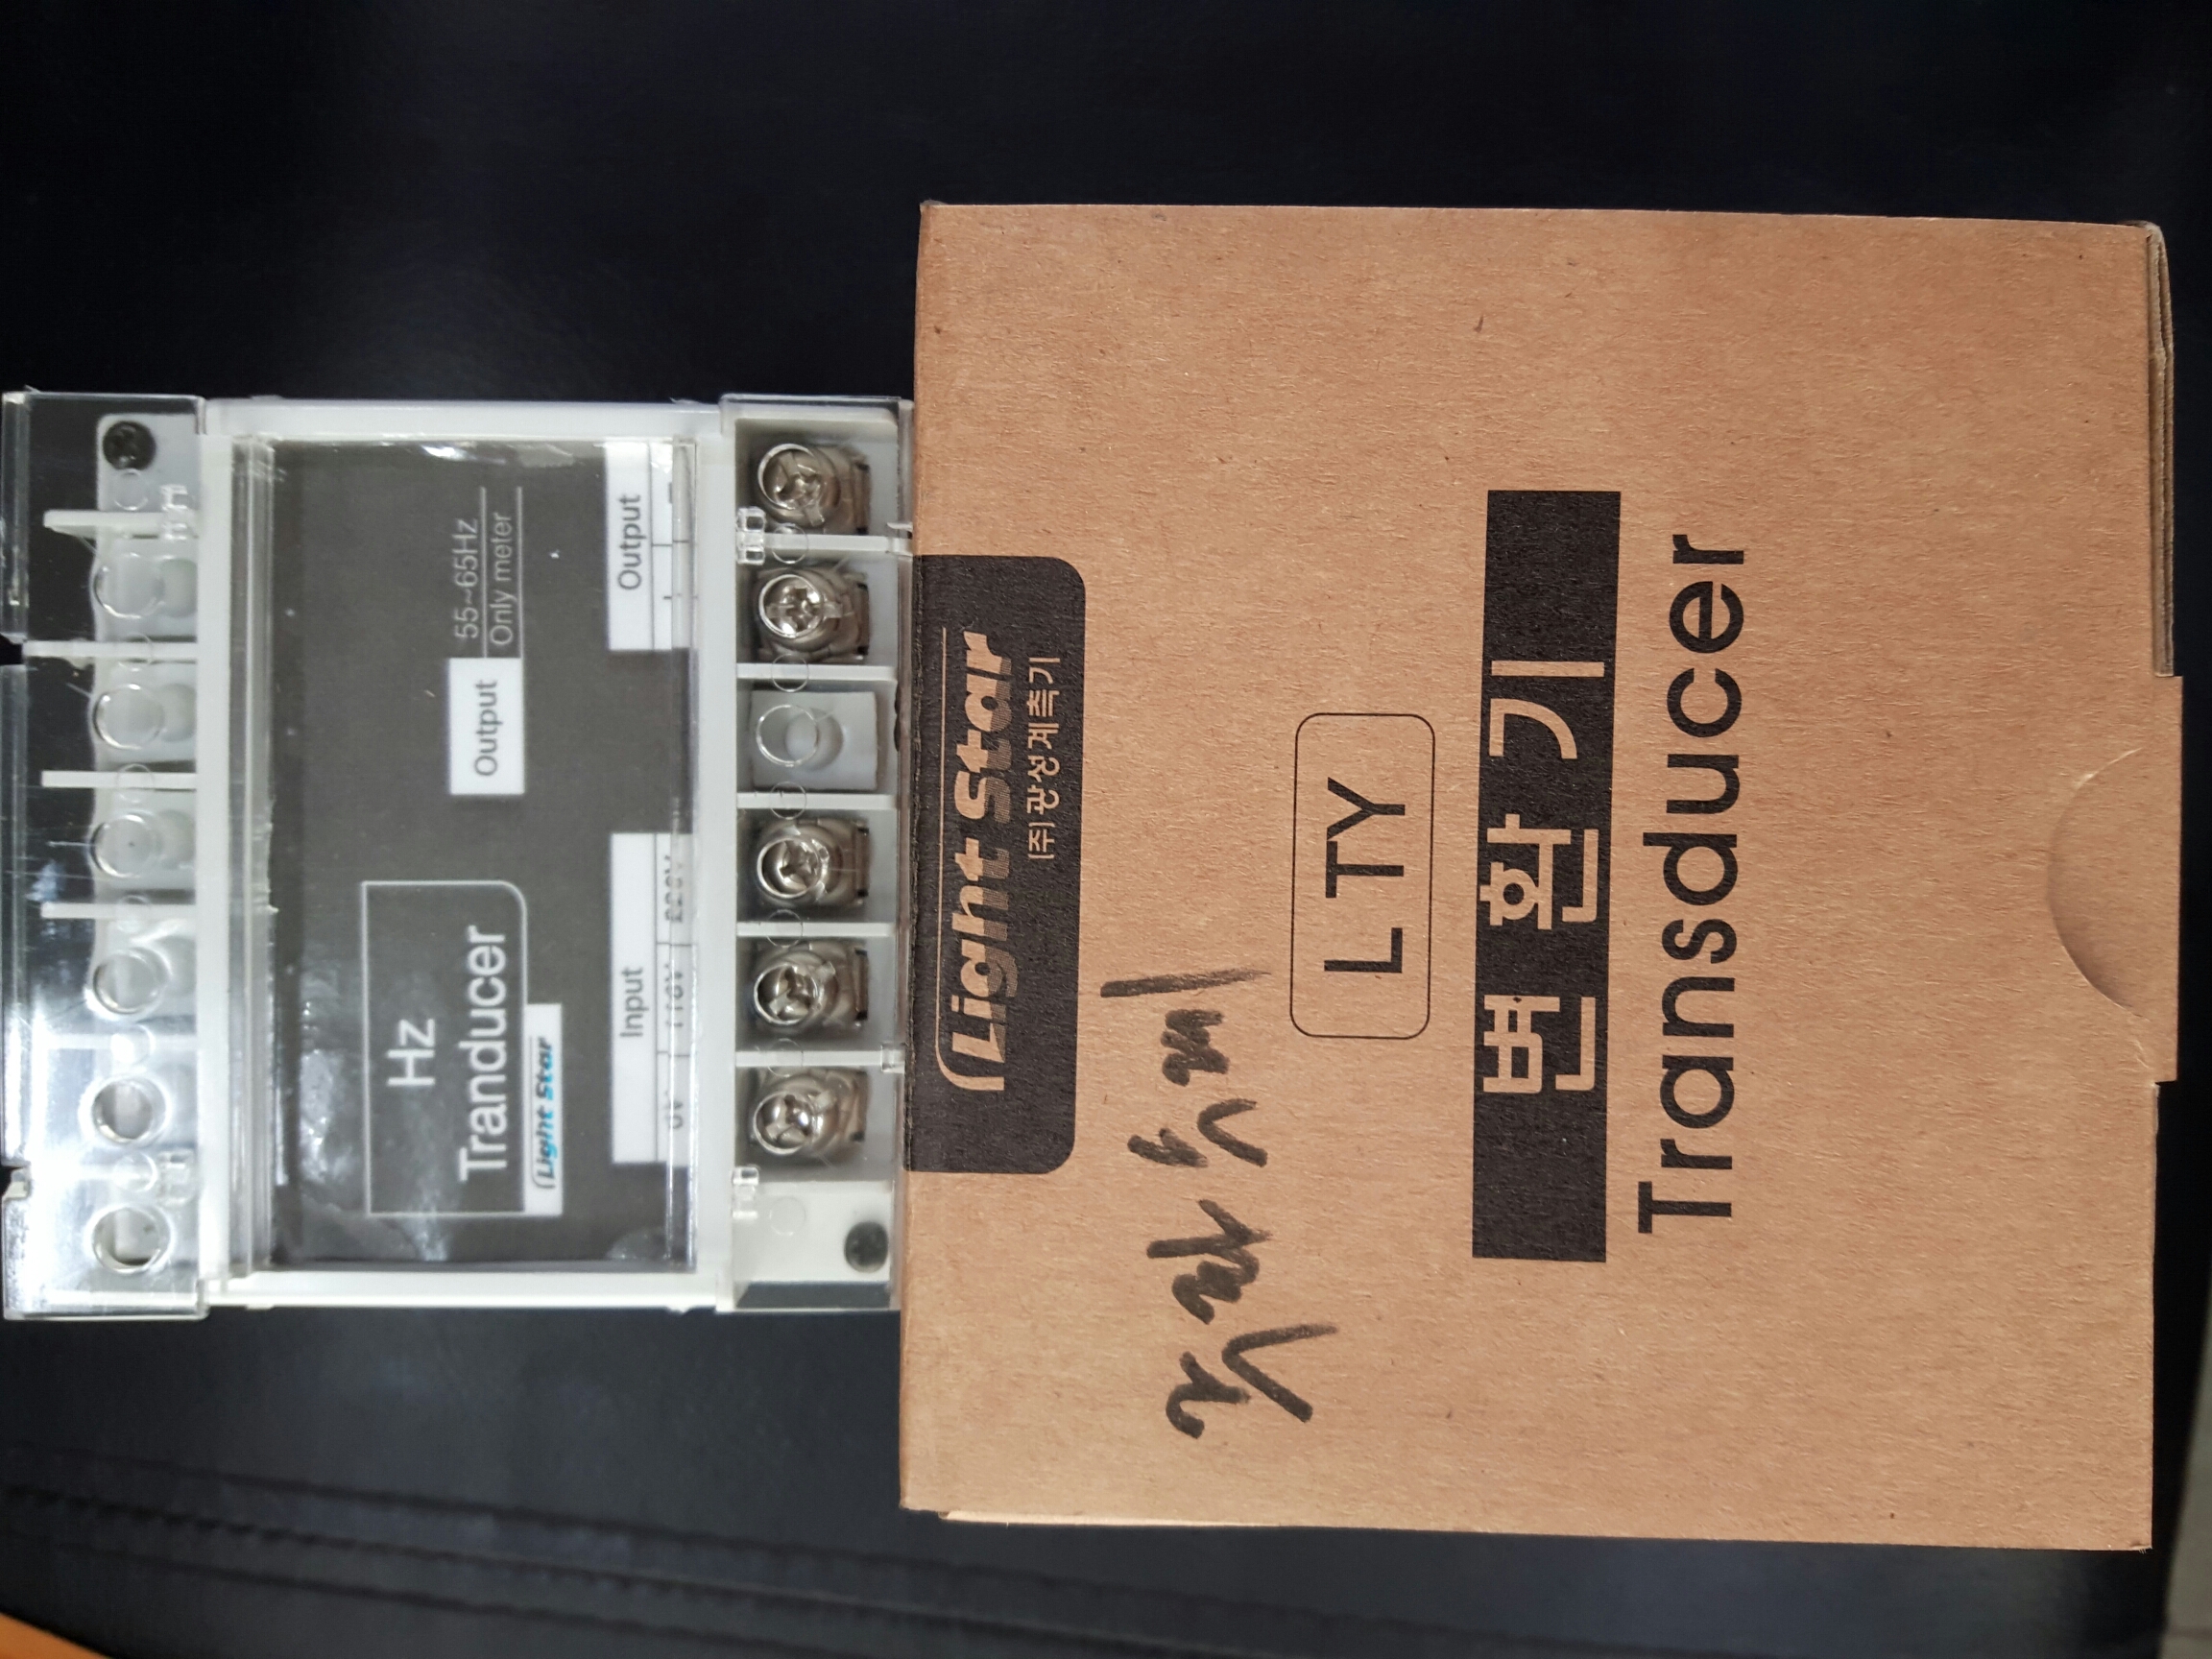 Hz
Tranducer
Light Star
Output
55~65Hz
Only meter
Input
0V 110V 220V
Output
Light Star
(주)광성계측기
LTY
변환기
Transducer